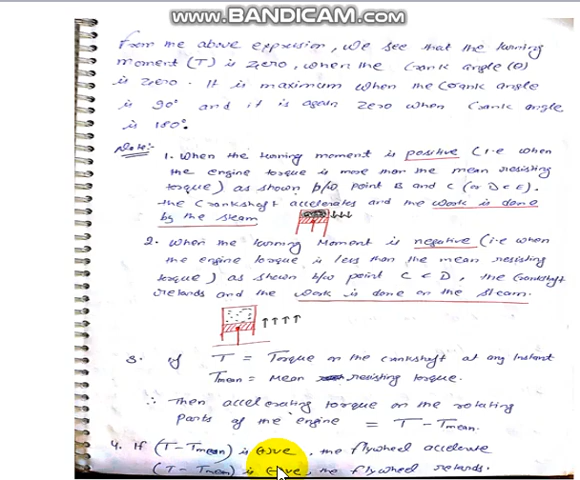 www.BANDICAM.com
from the above expression, we see that the turning
moment (T) is zero, when the Crank angle (θ)
is zero. It is maximum when the Crank angle
is 90° and it is again zero when Crank angle
is 180°.
Note:-
1. When the turning moment is positive (i.e when
the engine torque is more than the mean resisting
torque) as shown b/w point B and C (or D & E),
the Crankshaft accelerates and the work is done
by the steam
2. When the turning Moment is negative (i.e when
the engine torque is less than the mean resisting
torque) as shown b/w point C & D, the Crankshaft
retards and the work is done on the steam.
3. If T = Torque on the crankshaft at any Instant
Tmean = Mean resisting torque.
∴ Then accelerating torque on the rotating
parts of the engine = T - Tmean.
4. If (T - Tmean) is (+)ve, the flywheel accelerate
(T - Tmean) is (-)ve, the flywheel retards.